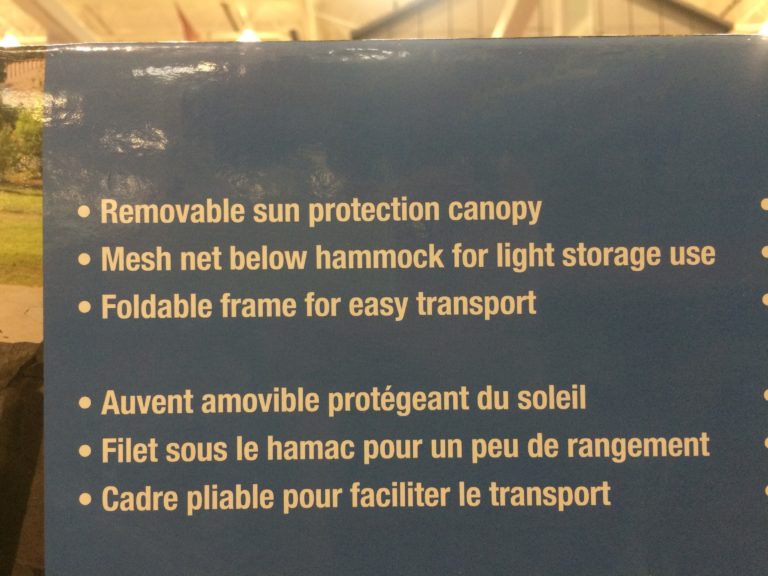 • Removable sun protection canopy
• Mesh net below hammock for light storage use
• Foldable frame for easy transport
• Auvent amovible protégeant du soleil
• Filet sous le hamac pour un peu de rangement
• Cadre pliable pour faciliter le transport